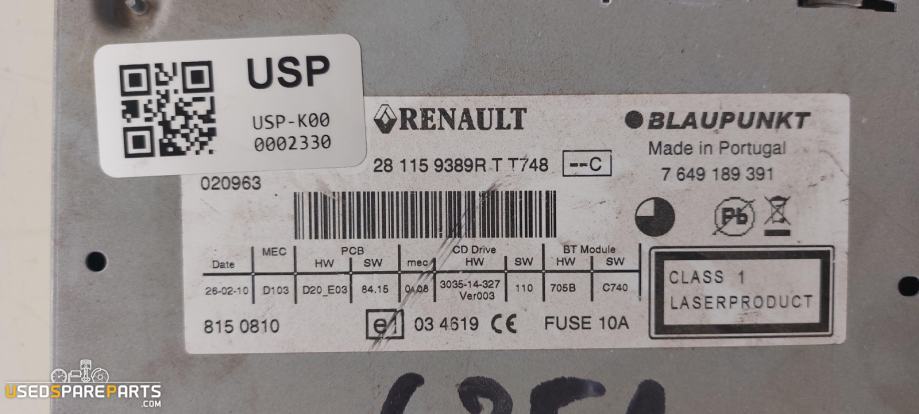 USP
USP-K00
0002330
RENAULT
BLAUPUNKT
Made in Portugal
28 115 9389R T T748 --C
7 649 189 391
020963
Pb
MEC PCB CD Drive BT Module
Date HW SW mec HW SW HW SW
26-02-10 D103 D20_E03 84.15 04.08 3035-14-327 Ver003 110 705B C740
CLASS 1
LASERPRODUCT
815 0810 e1 03 4619 CE FUSE 10A
USEDSPAREPARTS
.COM